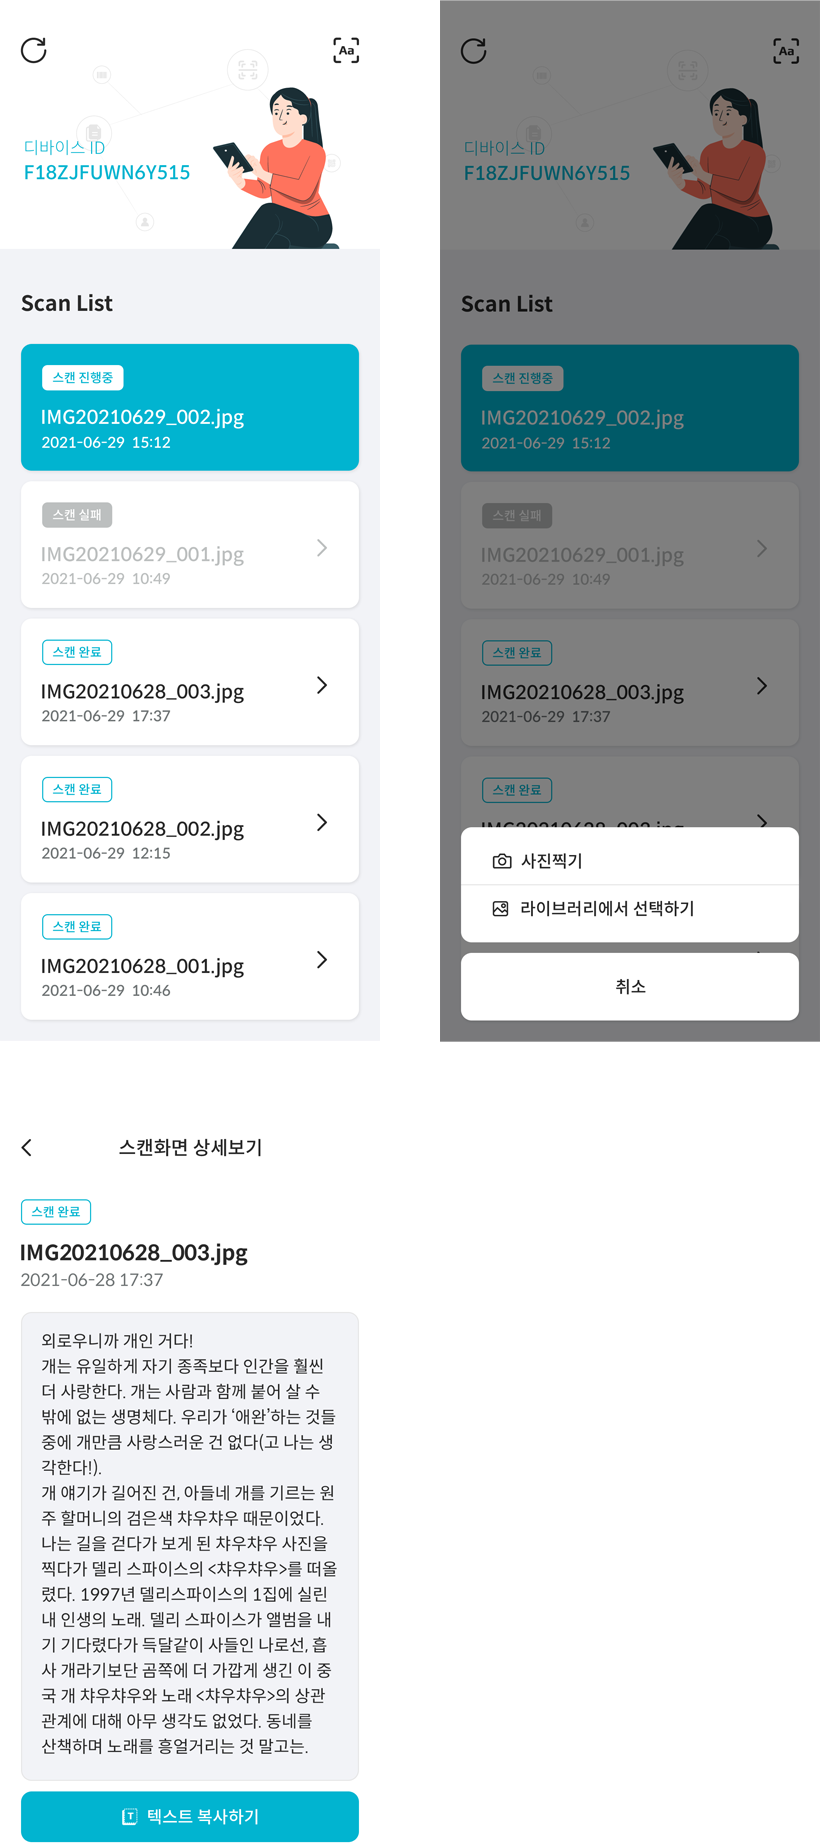 Aa
디바이스 ID
F18ZJFUWN6Y515
Scan List
스캔 진행중
IMG20210629_002.jpg
2021-06-29 15:12
스캔 실패
IMG20210629_001.jpg
2021-06-29 10:49
스캔 완료
IMG20210628_003.jpg
2021-06-29 17:37
스캔 완료
IMG20210628_002.jpg
2021-06-29 12:15
스캔 완료
IMG20210628_001.jpg
2021-06-29 10:46
Aa
디바이스 ID
F18ZJFUWN6Y515
Scan List
스캔 진행중
IMG20210629_002.jpg
2021-06-29 15:12
스캔 실패
IMG20210629_001.jpg
2021-06-29 10:49
스캔 완료
IMG20210628_003.jpg
2021-06-29 17:37
스캔 완료
사진찍기
라이브러리에서 선택하기
취소
스캔화면 상세보기
스캔 완료
IMG20210628_003.jpg
2021-06-28 17:37
외로우니까 개인 거다!
개는 유일하게 자기 종족보다 인간을 훨씬
더 사랑한다. 개는 사람과 함께 붙어 살 수
밖에 없는 생명체다. 우리가 ‘애완’하는 것들
중에 개만큼 사랑스러운 건 없다(고 나는 생
각한다!).
개 얘기가 길어진 건, 아들네 개를 기르는 원
주 할머니의 검은색 챠우챠우 때문이었다.
나는 길을 걷다가 보게 된 챠우챠우 사진을
찍다가 델리 스파이스의 <챠우챠우>를 떠올
렸다. 1997년 델리스파이스의 1집에 실린
내 인생의 노래. 델리 스파이스가 앨범을 내
기 기다렸다가 득달같이 사들인 나로선, 흡
사 개라기보단 곰쪽에 더 가깝게 생긴 이 중
국 개 챠우챠우와 노래 <챠우챠우>의 상관
관계에 대해 아무 생각도 없었다. 동네를
산책하며 노래를 흥얼거리는 것 말고는.
T 텍스트 복사하기